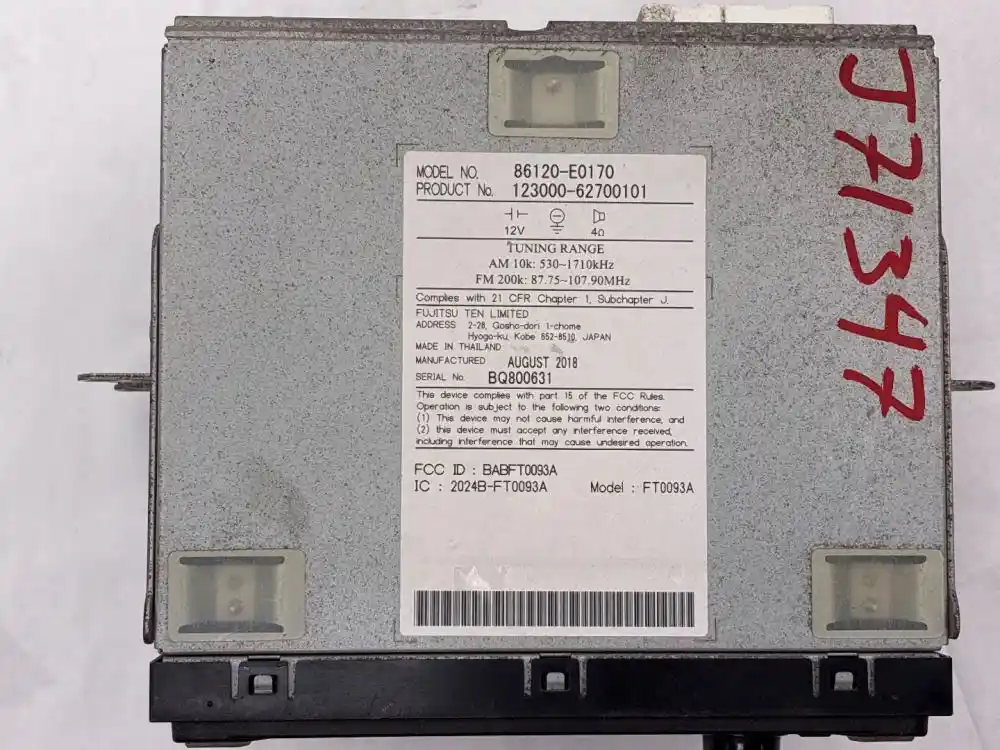 MODEL NO. 86120-E0170
PRODUCT No. 123000-62700101
12V 4Ω
TUNING RANGE
AM 10k: 530~1710kHz
FM 200k: 87.75~107.90MHz
Complies with 21 CFR Chapter 1, Subchapter J.
FUJITSU TEN LIMITED
ADDRESS 2-28, Gosho-dori 1-chome
Hyogo-ku, Kobe 652-8510, JAPAN
MADE IN THAILAND
MANUFACTURED AUGUST 2018
SERIAL No. BQ800631
This device complies with part 15 of the FCC Rules.
Operation is subject to the following two conditions:
(1) This device may not cause harmful interference, and
(2) this device must accept any interference received,
including interference that may cause undesired operation.
FCC ID : BABFT0093A
IC : 2024B-FT0093A Model : FT0093A
J71347